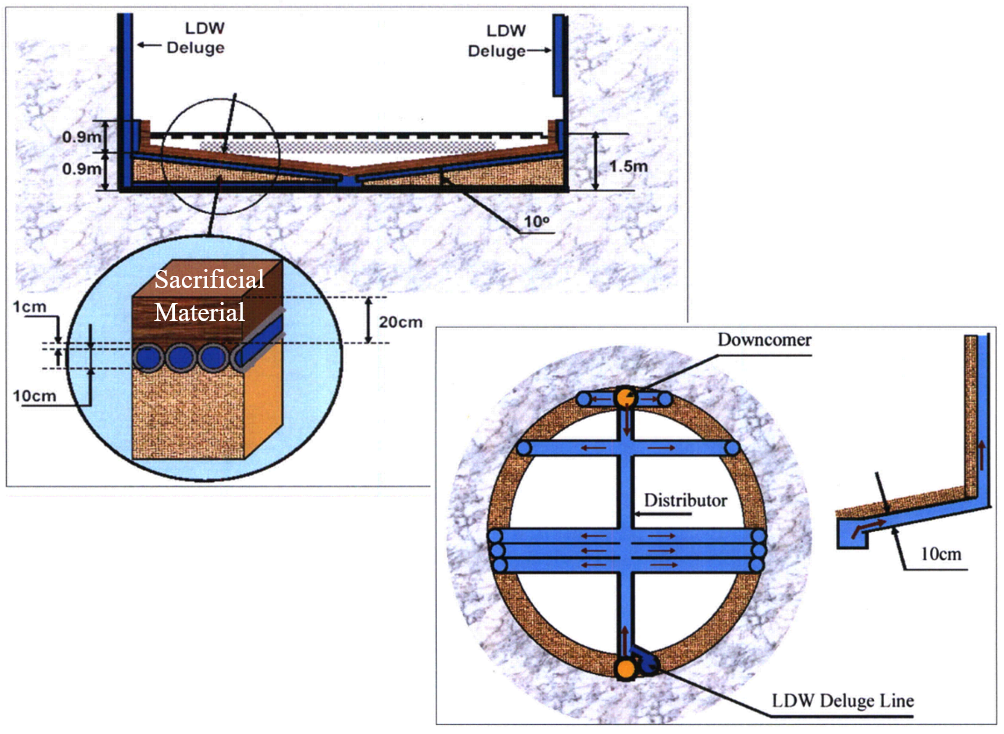 LDW
Deluge
LDW
Deluge
0.9m
0.9m
1.5m
10º
Sacrificial
Material
1cm
20cm
10cm
Downcomer
Distributor
10cm
LDW Deluge Line